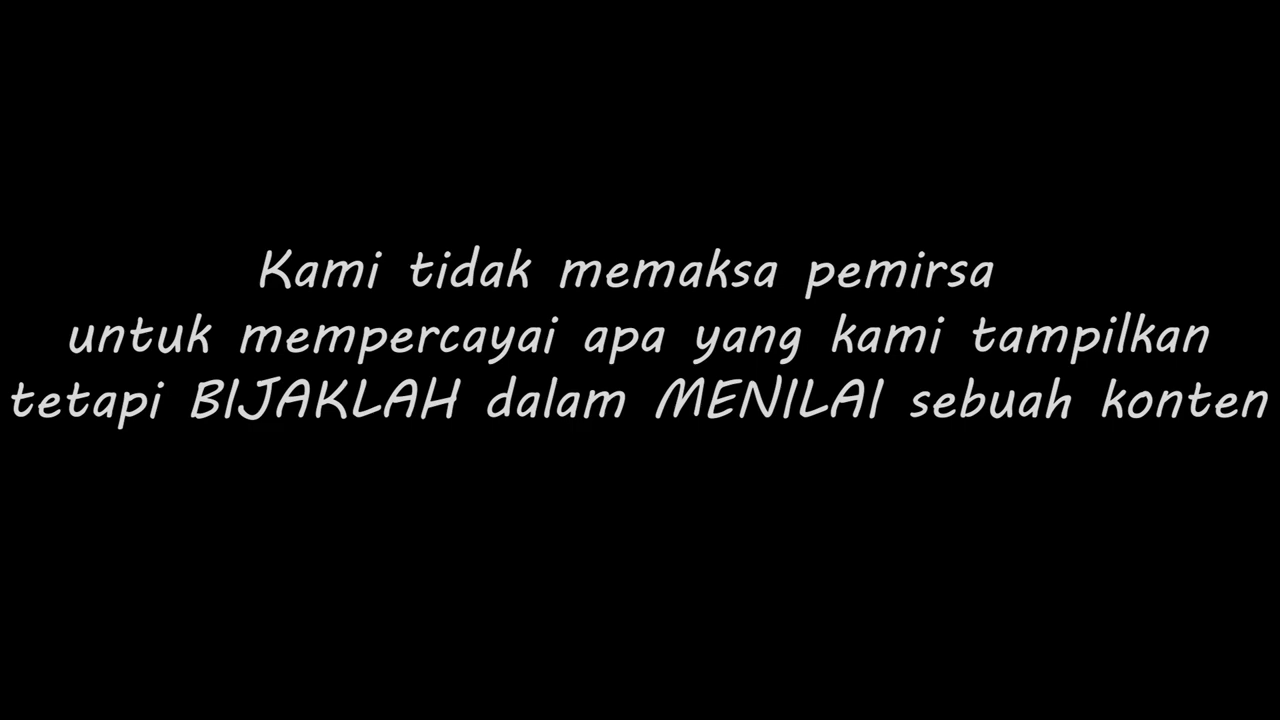 Kami tidak memaksa pemirsa
untuk mempercayai apa yang kami tampilkan
tetapi BIJAKLAH dalam MENILAI sebuah konten